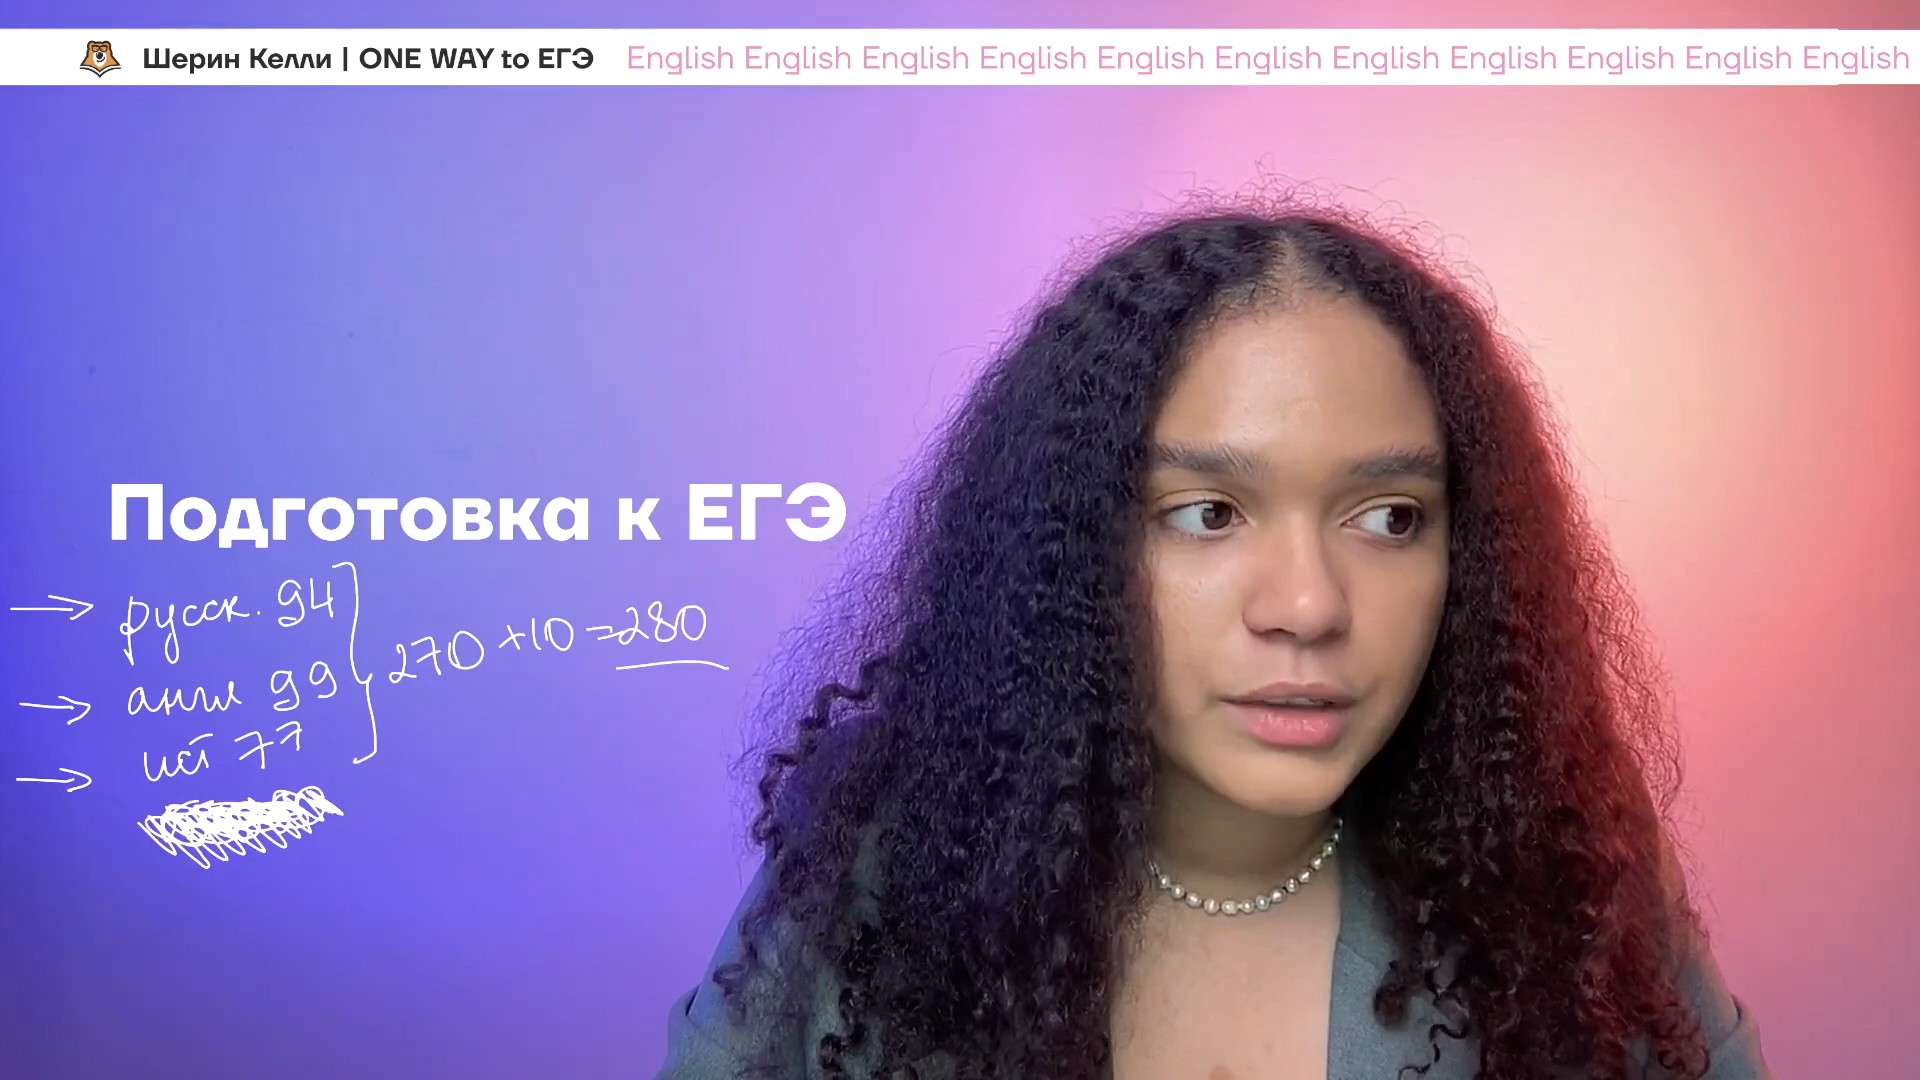 Шерин Келли | ONE WAY to ЕГЭ English English English English English English English English English English English
Подготовка к ЕГЭ
русск. 94
англ 99
270 +10 =280
ист 77